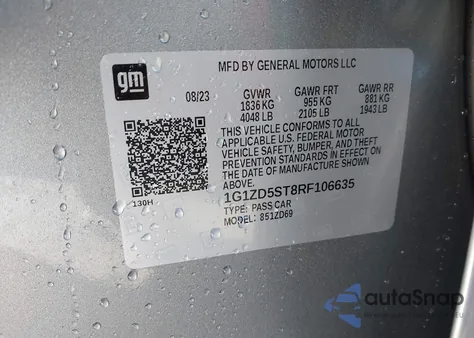 gm
MFD BY GENERAL MOTORS LLC
08/23 GVWR GAWR FRT GAWR RR
1836 KG 955 KG 881 KG
4048 LB 2105 LB 1943 LB
THIS VEHICLE CONFORMS TO ALL
APPLICABLE U.S. FEDERAL MOTOR
VEHICLE SAFETY, BUMPER, AND THEFT
PREVENTION STANDARDS IN EFFECT ON
THE DATE OF MANUFACTURE SHOWN ABOVE.
1G1ZD5ST8RF106635
TYPE: PASS CAR
MODEL: 851ZD69
130H
autoSnap